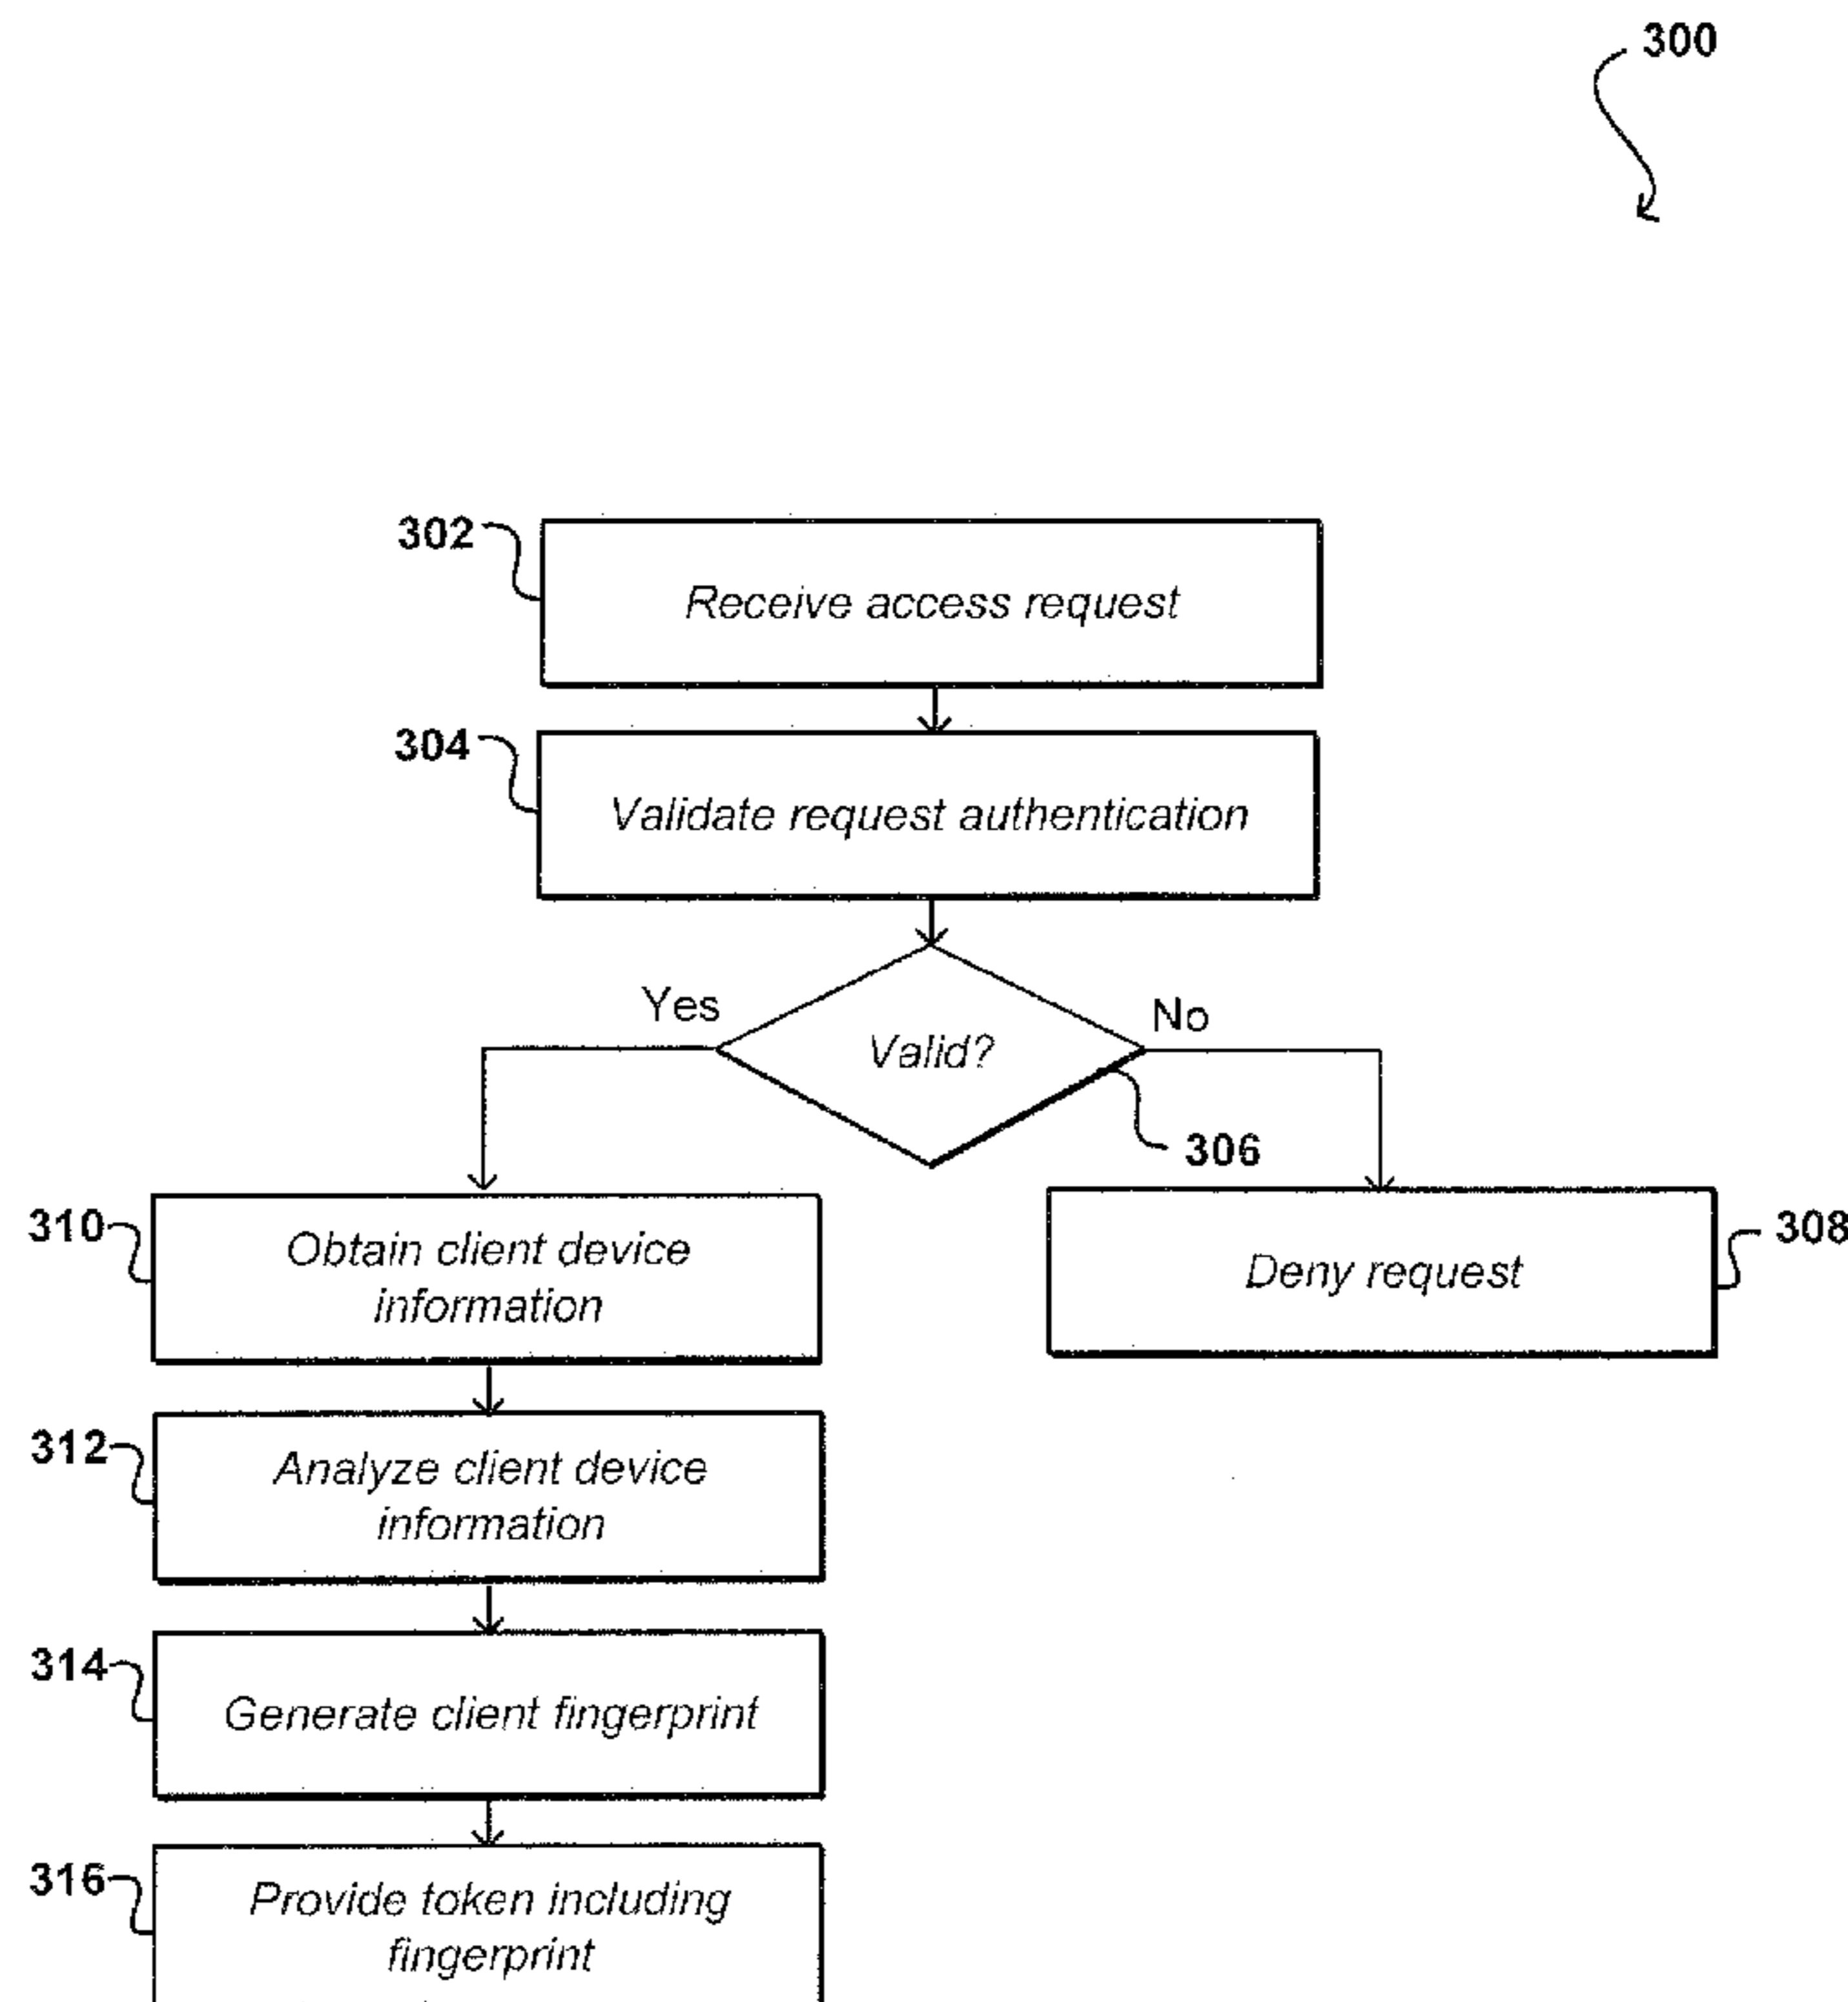 300
302
Receive access request
304
Validate request authentication
Yes
No
Valid?
306
310
Obtain client device
information
308
Deny request
312
Analyze client device
information
314
Generate client fingerprint
316
Provide token including
fingerprint